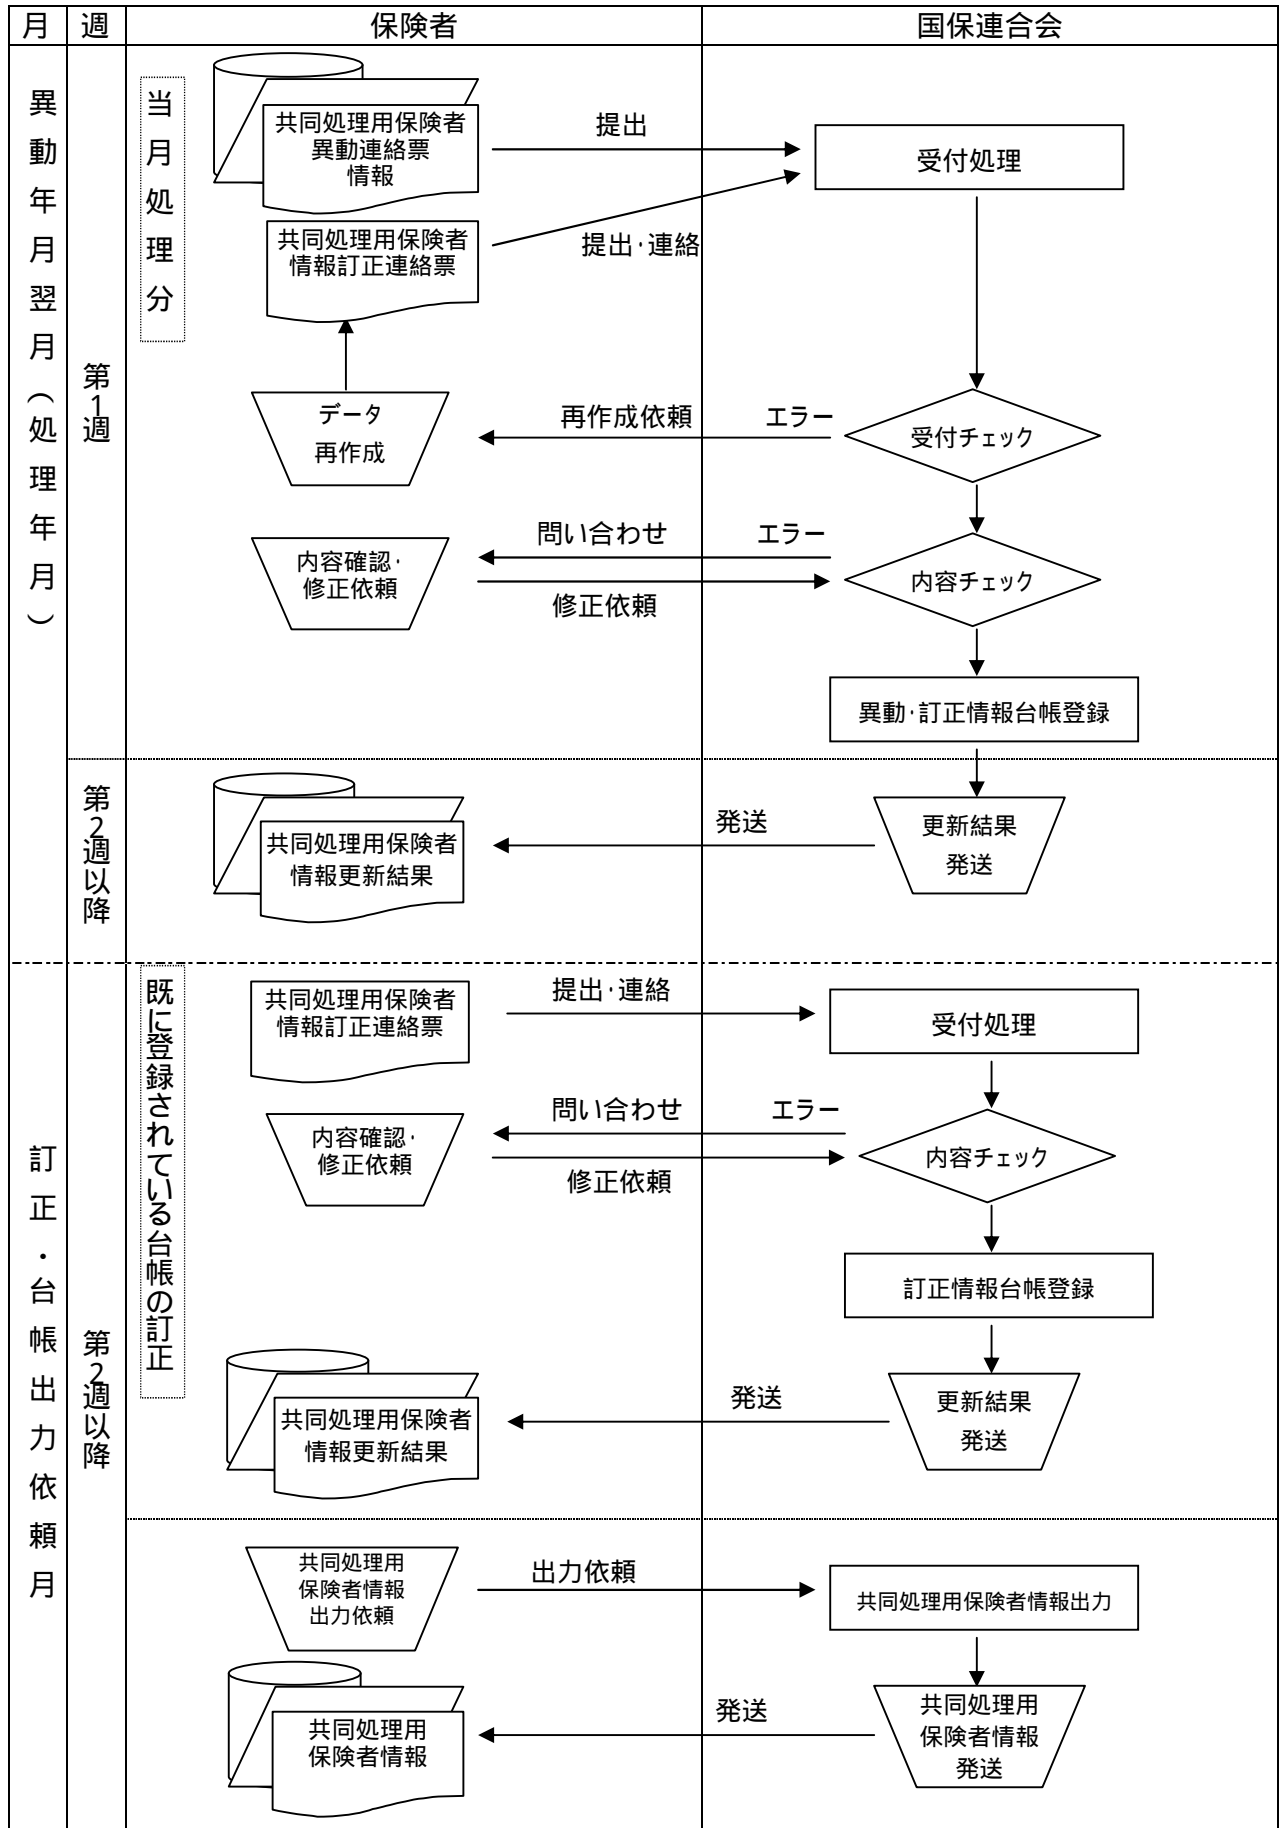 月
週
保険者
国保連合会
異動年月翌月（処理年月）
第1週
当月処理分
共同処理用保険者
異動連絡票
情報
提出
受付処理
共同処理用保険者
情報訂正連絡票
提出・連絡
データ
再作成
再作成依頼
エラー
受付チェック
内容確認・
修正依頼
問い合わせ
エラー
修正依頼
内容チェック
異動・訂正情報台帳登録
第2週以降
共同処理用保険者
情報更新結果
発送
更新結果
発送
訂正・台帳出力依頼月
第2週以降
既に登録されている台帳の訂正
共同処理用保険者
情報訂正連絡票
提出・連絡
受付処理
内容確認・
修正依頼
問い合わせ
エラー
修正依頼
内容チェック
訂正情報台帳登録
共同処理用保険者
情報更新結果
発送
更新結果
発送
共同処理用
保険者情報
出力依頼
出力依頼
共同処理用保険者情報出力
共同処理用
保険者情報
発送
共同処理用
保険者情報
発送